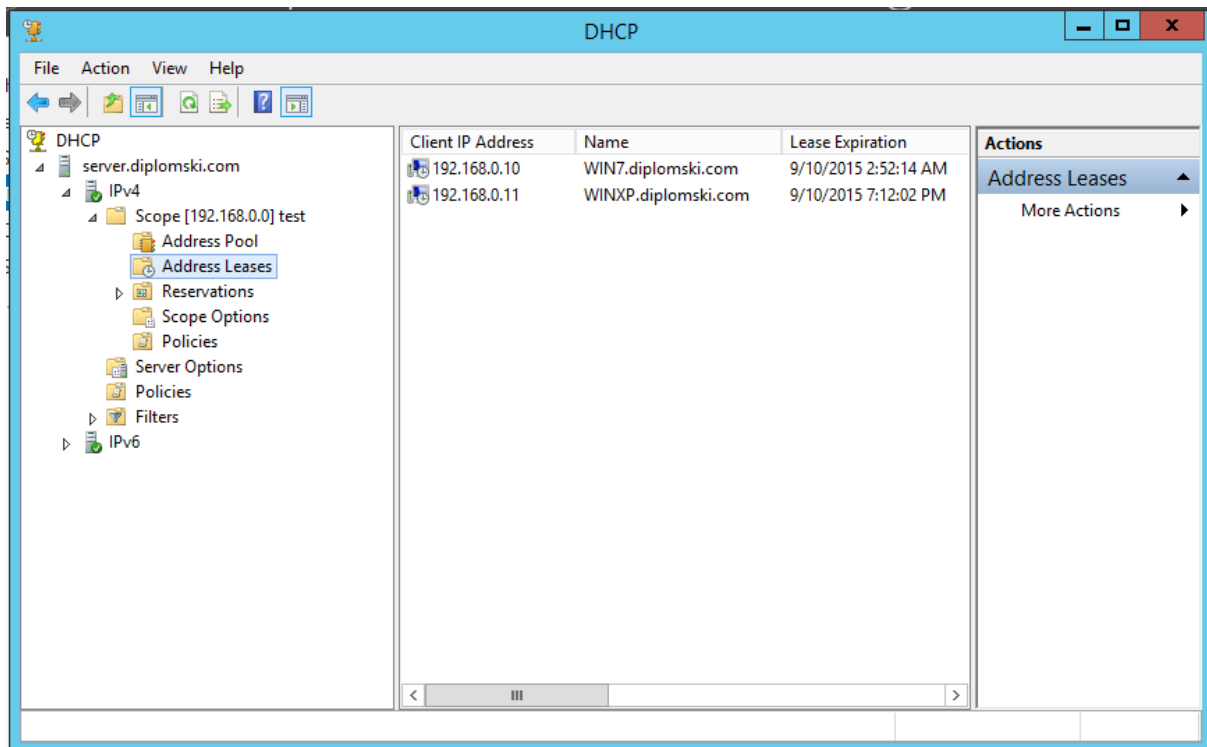 DHCP
File Action View Help
DHCP
server.diplomski.com
IPv4
Scope [192.168.0.0] test
Address Pool
Address Leases
Reservations
Scope Options
Policies
Server Options
Policies
Filters
IPv6
Client IP Address Name Lease Expiration
192.168.0.10 WIN7.diplomski.com 9/10/2015 2:52:14 AM
192.168.0.11 WINXP.diplomski.com 9/10/2015 7:12:02 PM
Actions
Address Leases
More Actions